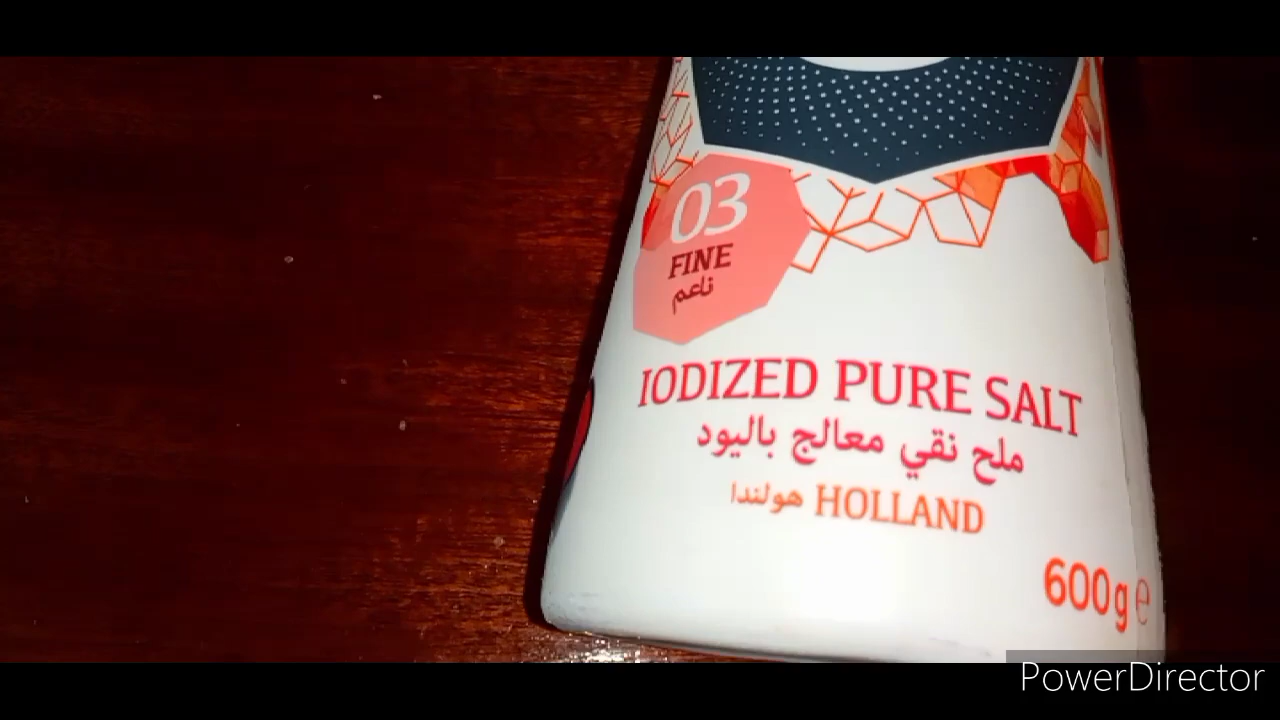 03
FINE
ناعم
IODIZED PURE SALT
ملح نقي معالج باليود
هولندا HOLLAND
600g e
PowerDirector